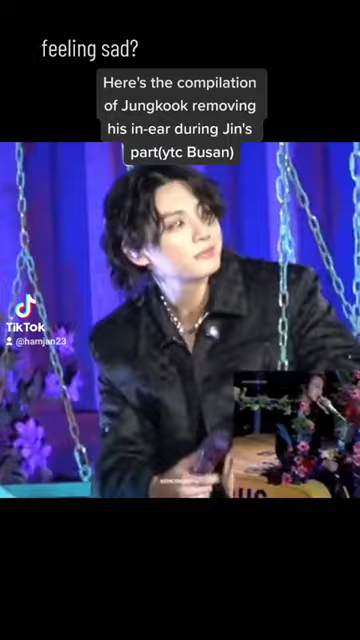 feeling sad?
Here's the compilation
of Jungkook removing
his in-ear during Jin's
part(ytc Busan)
TikTok
@hamjan23